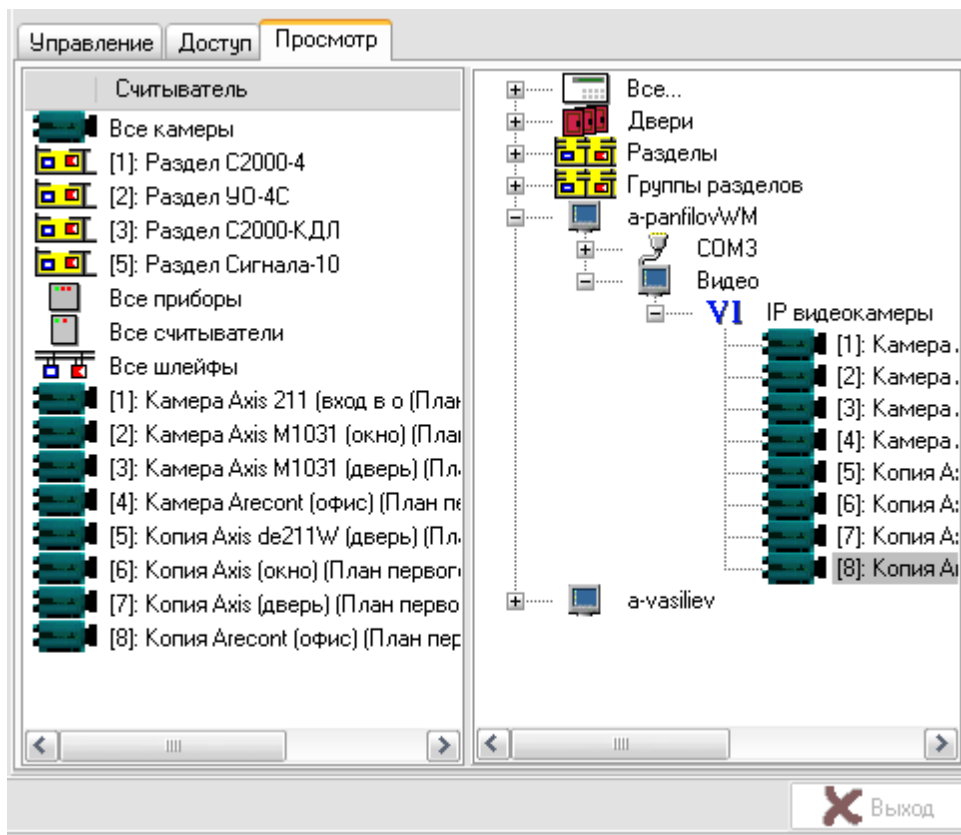 Управление Доступ Просмотр
Считыватель
Все камеры
[1]: Раздел С2000-4
[2]: Раздел УО-4С
[3]: Раздел С2000-КДЛ
[5]: Раздел Сигнала-10
Все приборы
Все считыватели
Все шлейфы
[1]: Камера Axis 211 (вход в о (План
[2]: Камера Axis M1031 (окно) (План
[3]: Камера Axis M1031 (дверь) (Пл
[4]: Камера Arecont (офис) (План пе
[5]: Копия Axis de211W (дверь) (Пл
[6]: Копия Axis (окно) (План первого
[7]: Копия Axis (дверь) (План перво
[8]: Копия Arecont (офис) (План пер
Все...
Двери
Разделы
Группы разделов
a-panfilovWM
COM3
Видео
VI IP видеокамеры
[1]: Камера
[2]: Камера
[3]: Камера
[4]: Камера
[5]: Копия A
[6]: Копия A
[7]: Копия A
[8]: Копия A
a-vasiliev
Выход